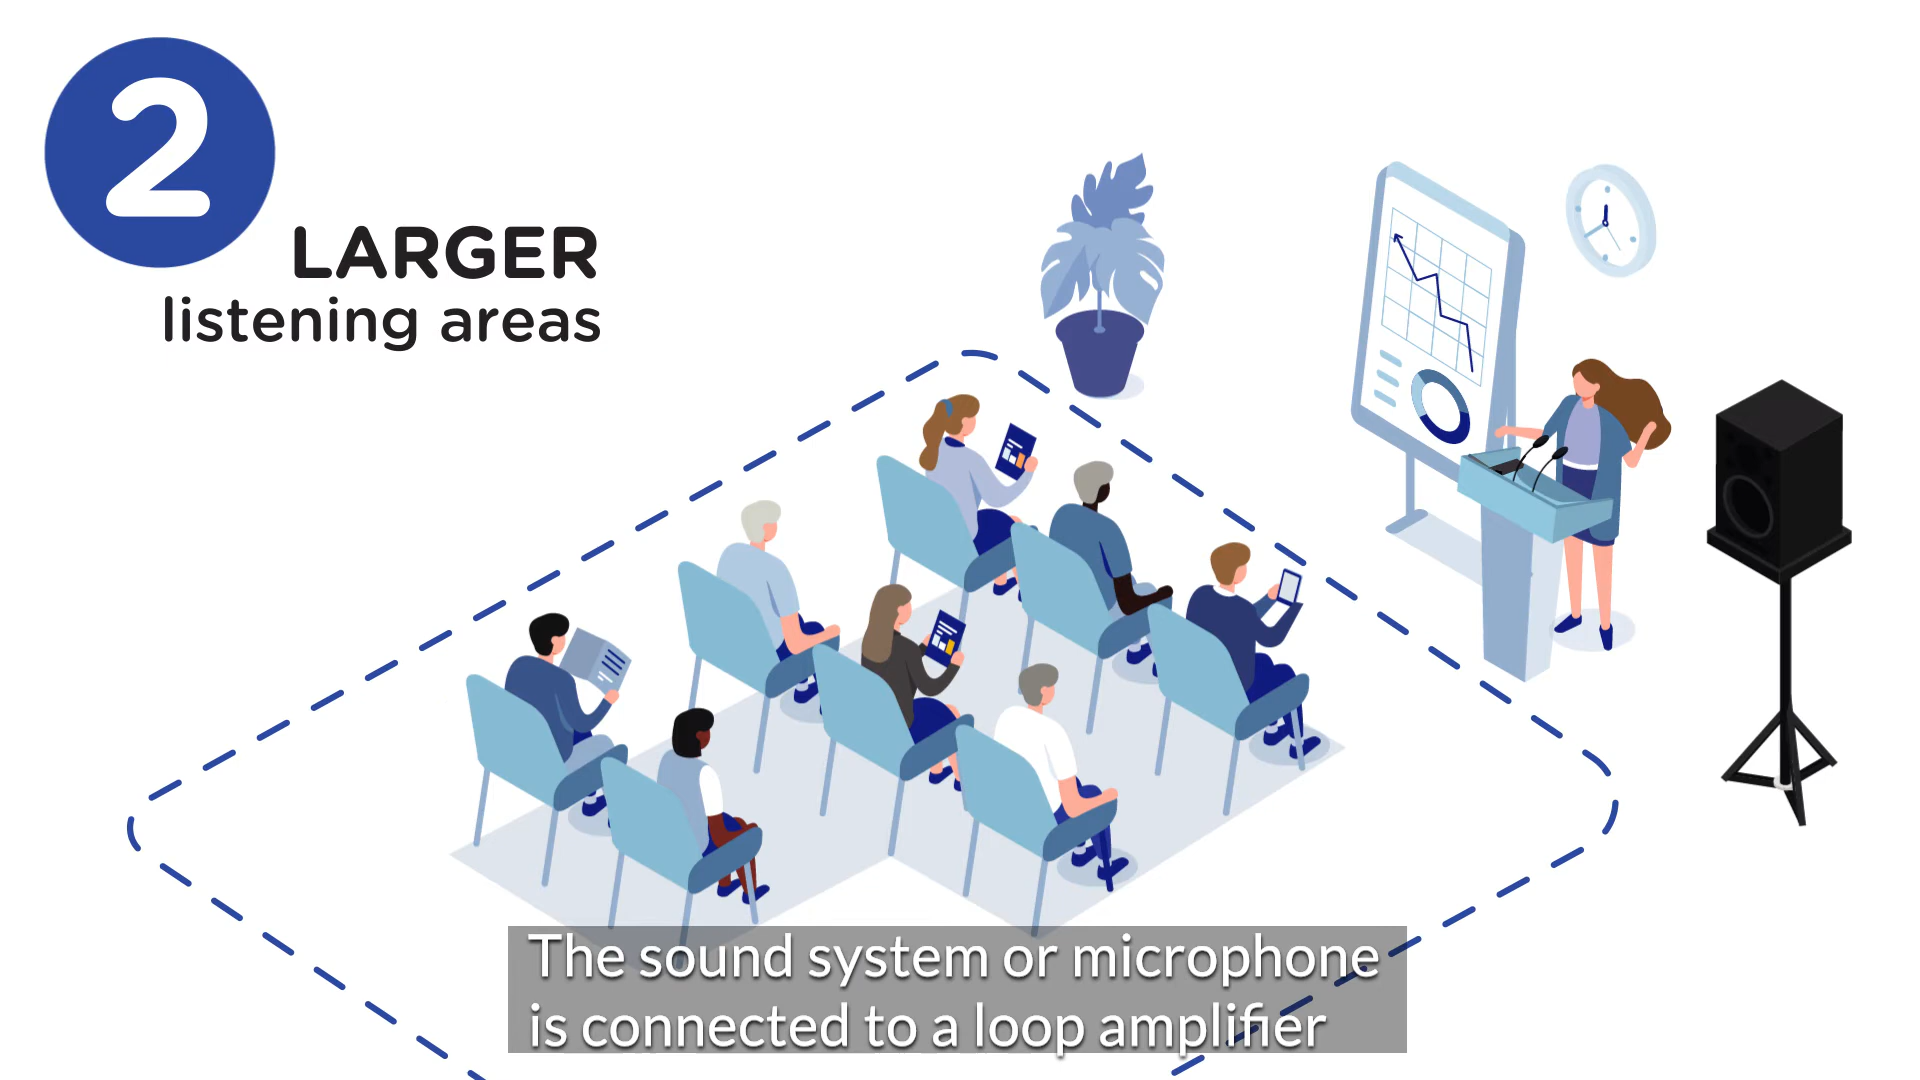 2
LARGER
listening areas
The sound system or microphone
is connected to a loop amplifier